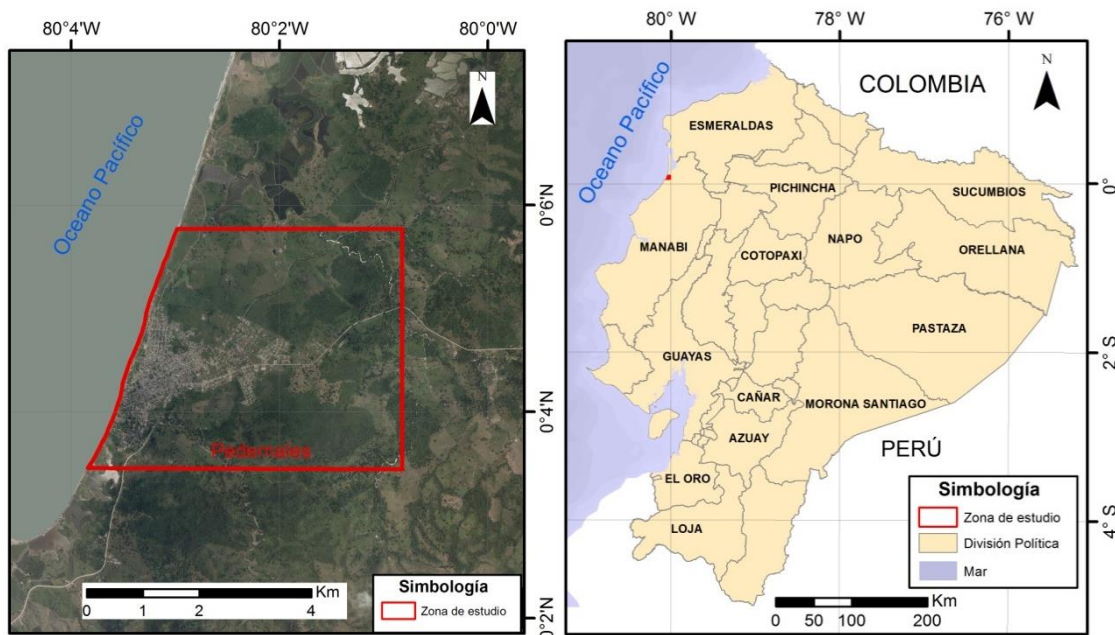 80°4'W
80°2'W
80°0'W
N
Oceano Pacífico
0°6'N
0°4'N
0°2'N
Pedernales
Km
0
1
2
4
Simbología
Zona de estudio
80° W
78° W
76° W
N
COLOMBIA
Oceano Pacífico
ESMERALDAS
PICHINCHA
SUCUMBIOS
0°
MANABI
NAPO
COTOPAXI
ORELLANA
PASTAZA
2°S
GUAYAS
CAÑAR
MORONA SANTIAGO
AZUAY
PERÚ
EL ORO
LOJA
4°S
Simbología
Zona de estudio
División Política
Mar
Km
0 50 100 200